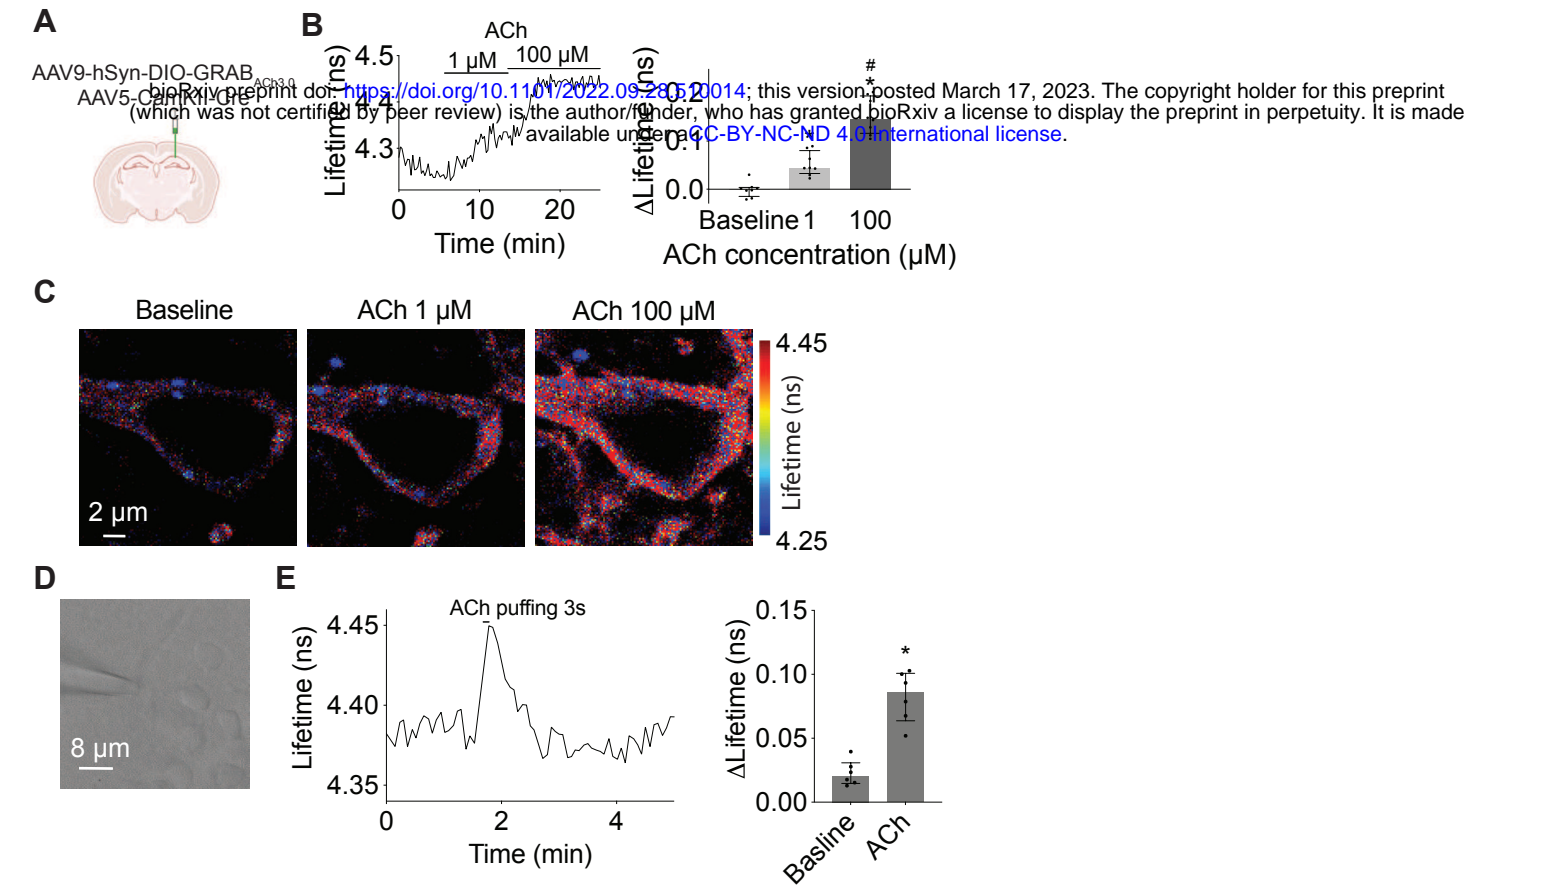 A
AAV9-hSyn-DIO-GRAB ACh3.0
AAV5-CamKII-Cre
bioRxiv preprint doi: https://doi.org/10.1101/2022.09.28.510014; this version posted March 17, 2023. The copyright holder for this preprint
(which was not certified by peer review) is the author/funder, who has granted bioRxiv a license to display the preprint in perpetuity. It is made
available under aCC-BY-NC-ND 4.0 International license.
B
ACh
1 µM
100 µM
Lifetime (ns)
4.5
4.4
4.3
0
10
20
Time (min)
ΔLifetime (ns)
0.2
0.1
0.0
*
#
*
Baseline
1
100
ACh concentration (µM)
C
Baseline
ACh 1 µM
ACh 100 µM
2 µm
4.45
Lifetime (ns)
4.25
D
8 µm
E
ACh puffing 3s
Lifetime (ns)
4.45
4.40
4.35
0
2
4
Time (min)
ΔLifetime (ns)
0.15
0.10
0.05
0.00
*
Basline
ACh